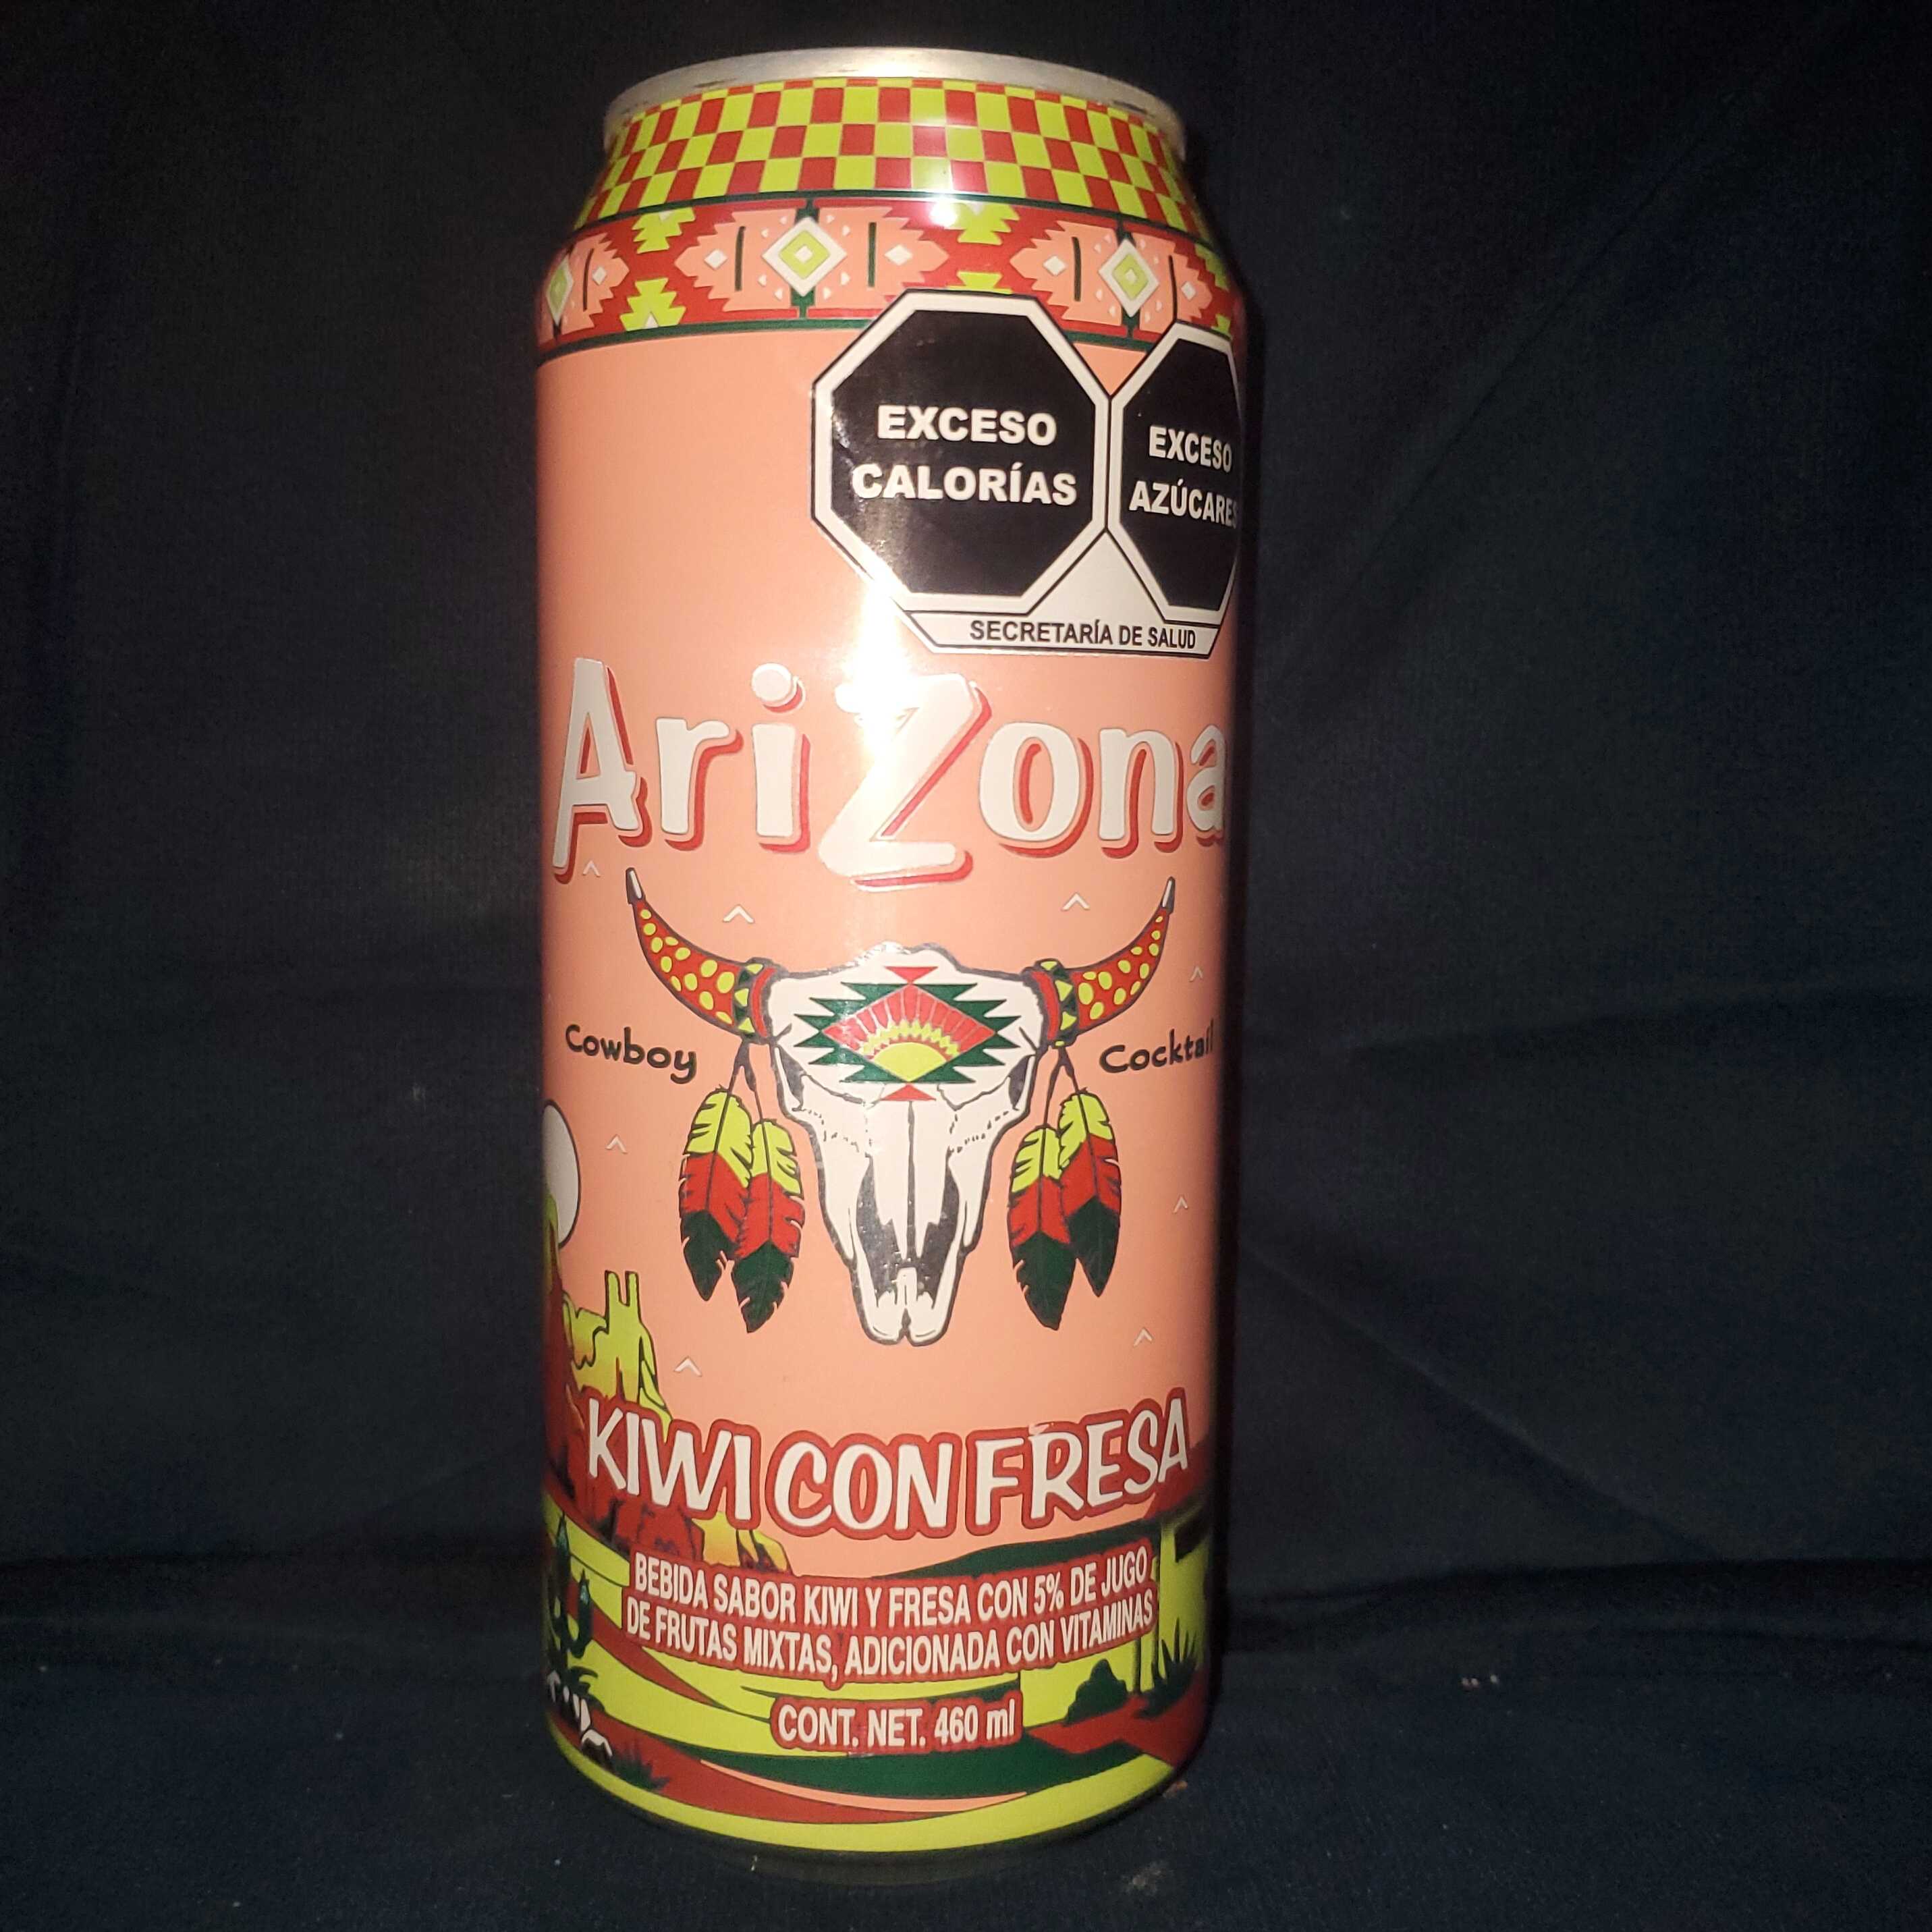 EXCESO
CALORÍAS
EXCESO
AZÚCARES
SECRETARÍA DE SALUD
AriZona
Cowboy
Cocktail
KIWI CON FRESA
BEBIDA SABOR KIWI Y FRESA CON 5% DE JUGO
DE FRUTAS MIXTAS, ADICIONADA CON VITAMINAS
CONT. NET. 460 ml